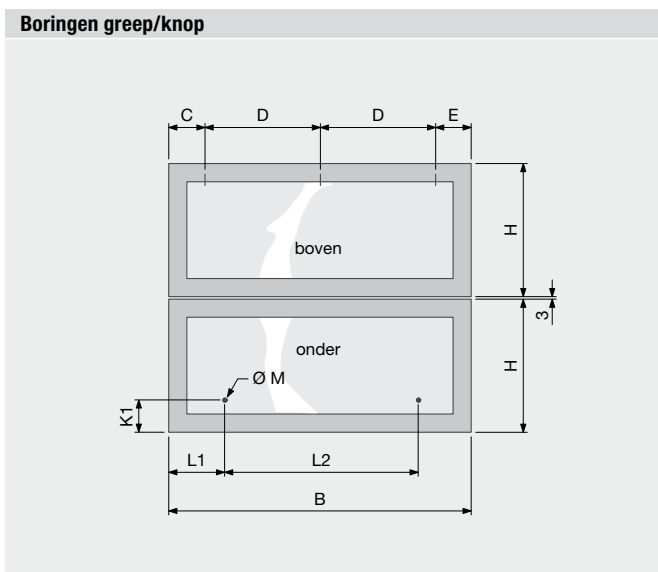 Boringen greep/knop
C D D E
boven
H
3
onder
H
Ø M
K1
L1 L2
B